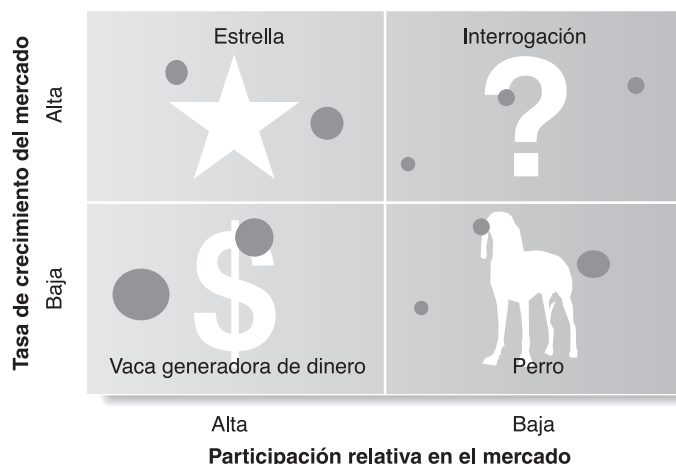 Estrella
Interrogación
Tasa de crecimiento del mercado
Alta
?
Baja
$
Vaca generadora de dinero
Perro
Alta
Baja
Participación relativa en el mercado